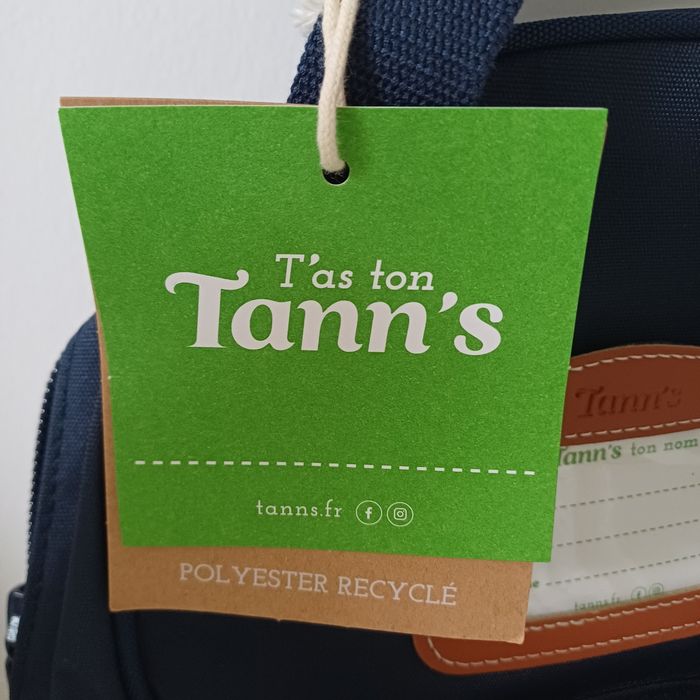 T'as ton
Tann's
tanns.fr
POLYESTER RECYCLÉ
Tann's
Tann's ton nom
tanns.fr